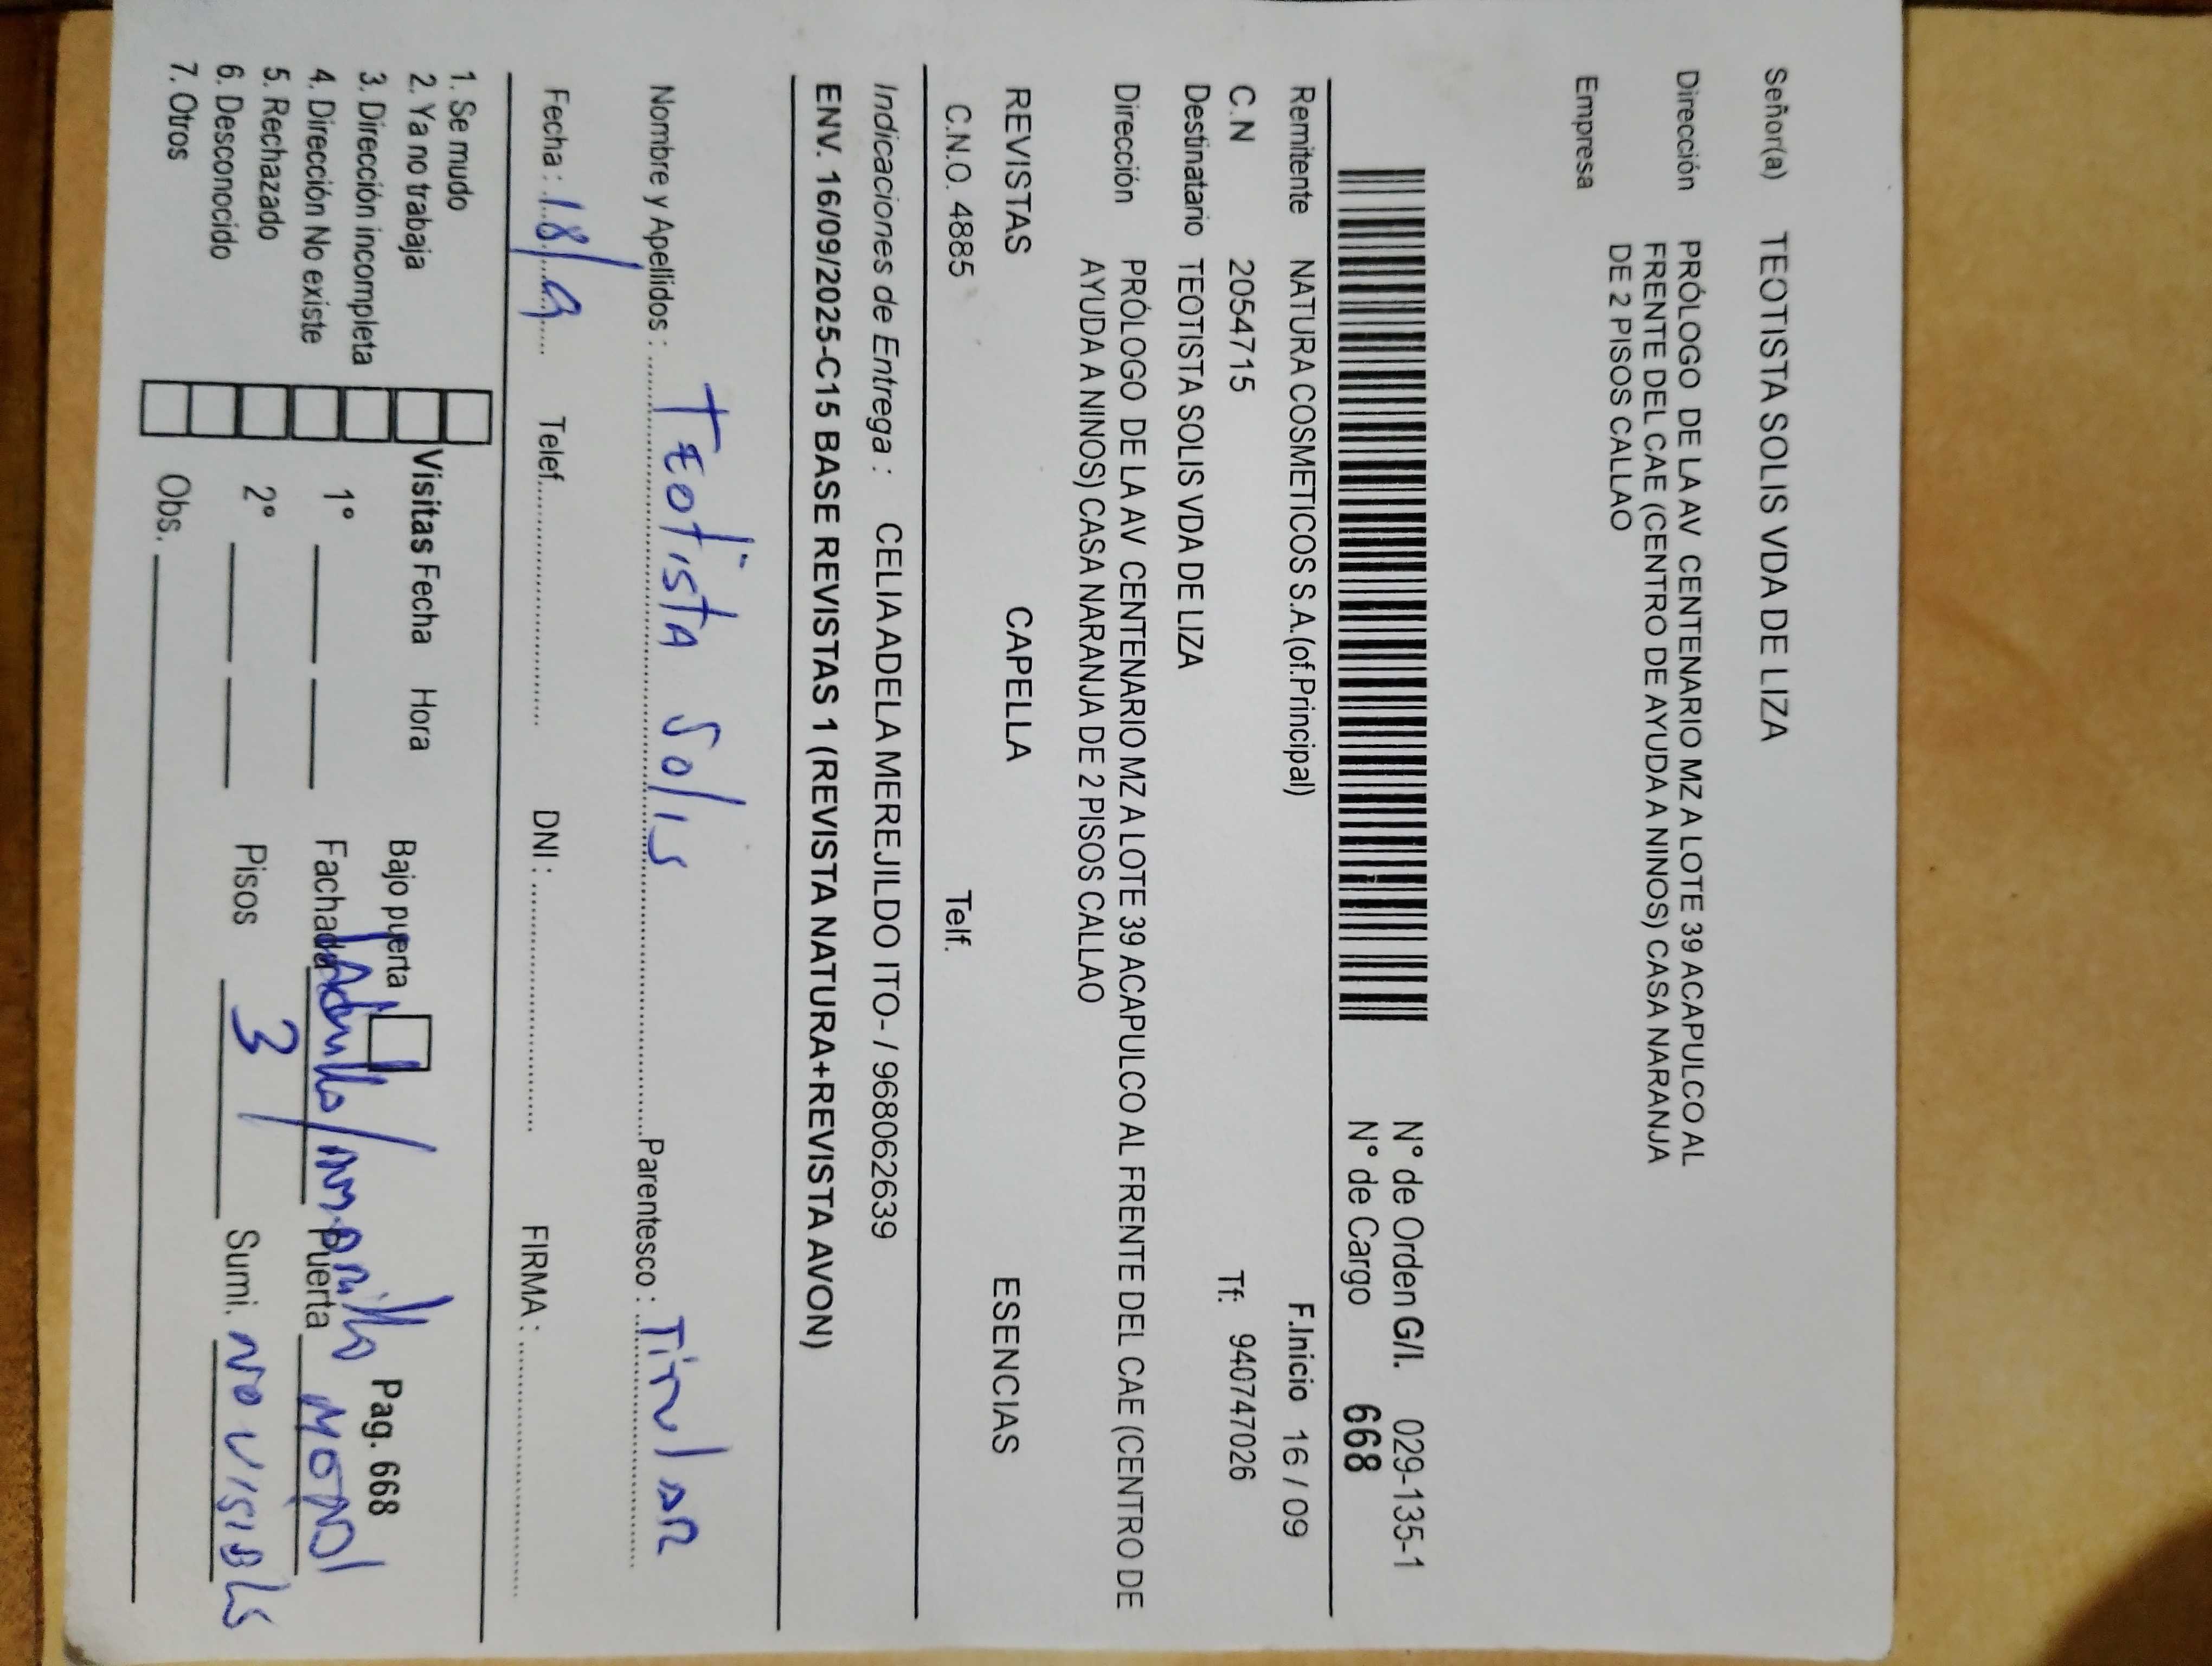 Señor(a) TEOTISTA SOLIS VDA DE LIZA
Dirección PRÓLOGO DE LA AV CENTENARIO MZ A LOTE 39 ACAPULCO AL
FRENTE DEL CAE (CENTRO DE AYUDA A NINOS) CASA NARANJA
DE 2 PISOS CALLAO
Empresa
N° de Orden G/I. 029-135-1
N° de Cargo 668
Remitente NATURA COSMETICOS S.A.(of.Principal) F.Inicio 16 / 09
C.N 2054715 Tf: 940747026
Destinatario TEOTISTA SOLIS VDA DE LIZA
Dirección PRÓLOGO DE LA AV CENTENARIO MZ A LOTE 39 ACAPULCO AL FRENTE DEL CAE (CENTRO DE
AYUDA A NINOS) CASA NARANJA DE 2 PISOS CALLAO
REVISTAS CAPELLA ESENCIAS
C.N.O. 4885 Telf.
Indicaciones de Entrega : CELIA ADELA MEREJILDO ITO- / 968062639
ENV. 16/09/2025-C15 BASE REVISTAS 1 (REVISTA NATURA+REVISTA AVON)
Nombre y Apellidos : Teotista Solis Parentesco : Titular
Fecha : 18/9 Telef. DNI : FIRMA :
1. Se mudo
2. Ya no trabaja
3. Dirección incompleta
4. Dirección No existe
5. Rechazado
6. Desconocido
7. Otros
Visitas Fecha Hora
1°
2°
Obs.
Bajo puerta Pag. 668
Fachada Puerta
Pisos 3 Sumi. no visible